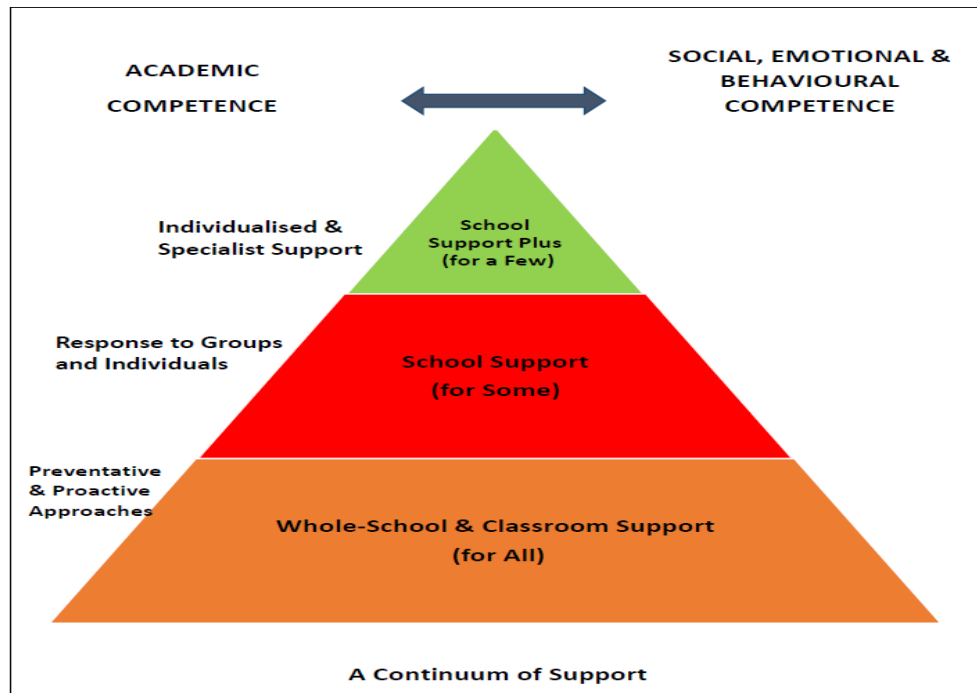 ACADEMIC
COMPETENCE
SOCIAL, EMOTIONAL &
BEHAVIOURAL
COMPETENCE
Individualised &
Specialist Support
School
Support Plus
(for a Few)
Response to Groups
and Individuals
School Support
(for Some)
Preventative
& Proactive
Approaches
Whole-School & Classroom Support
(for All)
A Continuum of Support